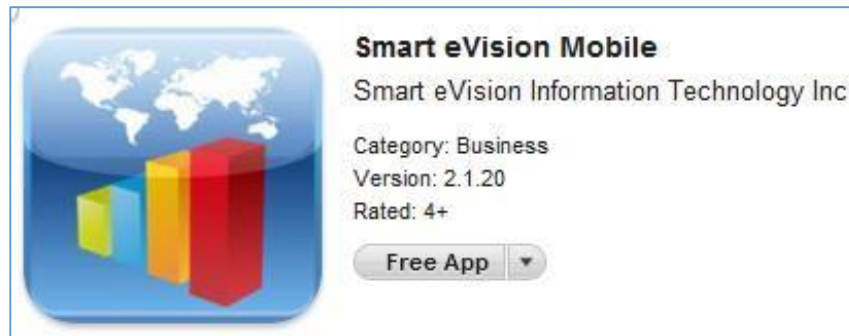 Smart eVision Mobile
Smart eVision Information Technology Inc
Category: Business
Version: 2.1.20
Rated: 4+
Free App